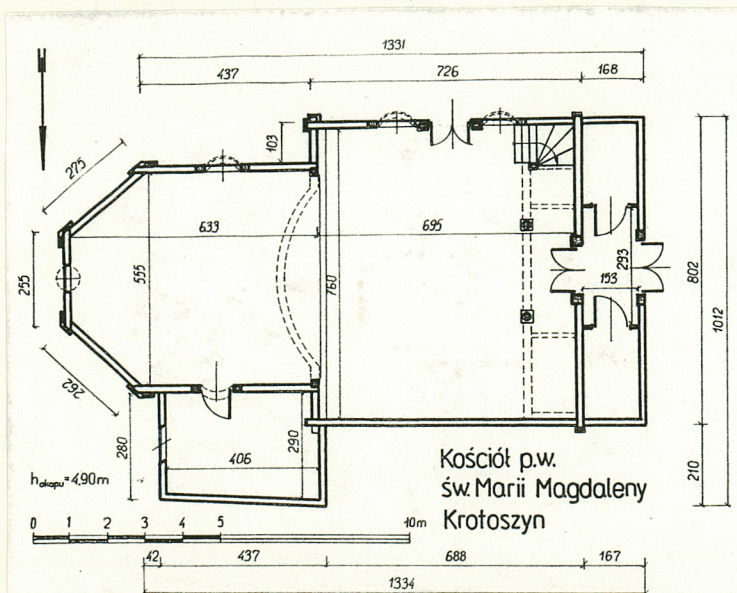 1331
437 726 168
N
103
275
633 695
555
760
255
293
153
802
1012
262
280
406
290
210
Kościół p.w.
św. Marii Magdaleny
Krotoszyn
hokapu = 4,90m
0 1 2 3 4 5 10m
42 437 688 167
1334